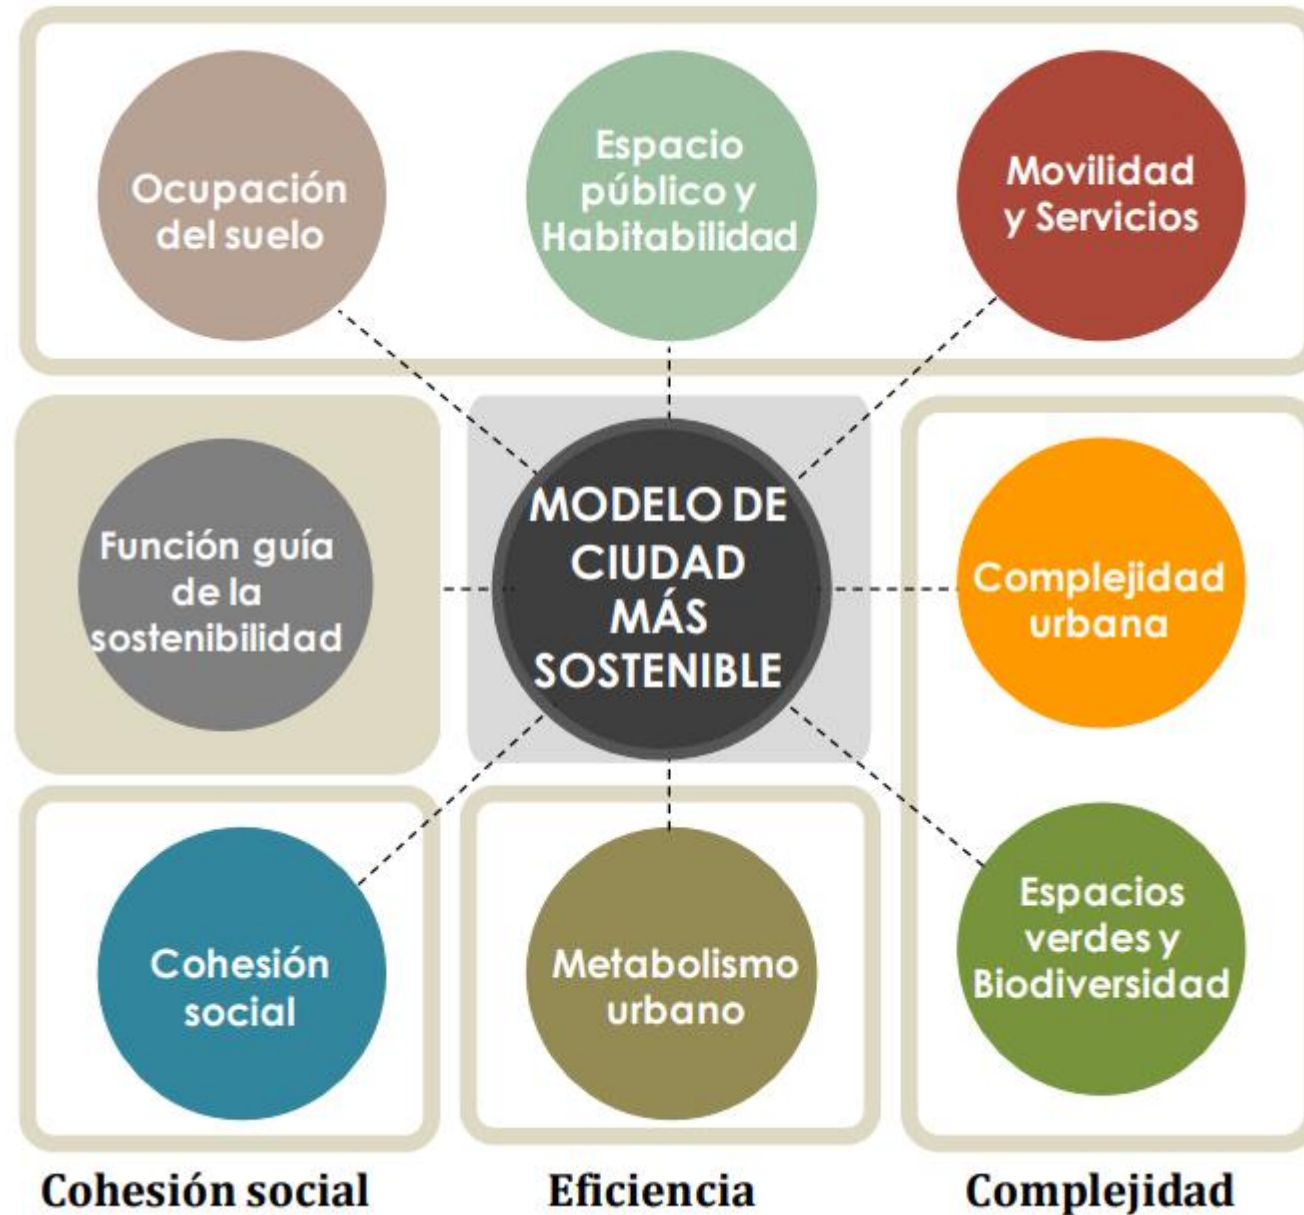 Ocupación
del suelo
Espacio
público y
Habitabilidad
Movilidad
y Servicios
Función guía
de la
sostenibilidad
MODELO DE
CIUDAD
MÁS
SOSTENIBLE
Complejidad
urbana
Cohesión
social
Metabolismo
urbano
Espacios
verdes y
Biodiversidad
Cohesión social
Eficiencia
Complejidad